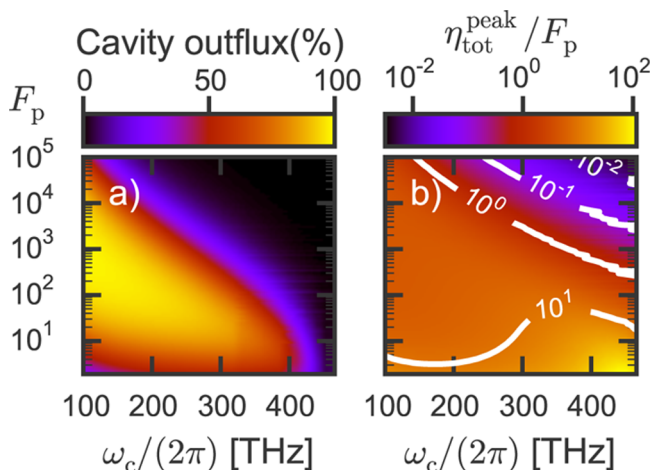 Cavity outflux(%)
η_tot^peak/F_p
F_p
0 50 100
10^-2 10^0 10^2
10^5
10^4
10^3
10^2
10^1
a)
b)
10^-2
10^-1
10^0
10^1
100 200 300 400
100 200 300 400
ω_c/(2π) [THz]
ω_c/(2π) [THz]